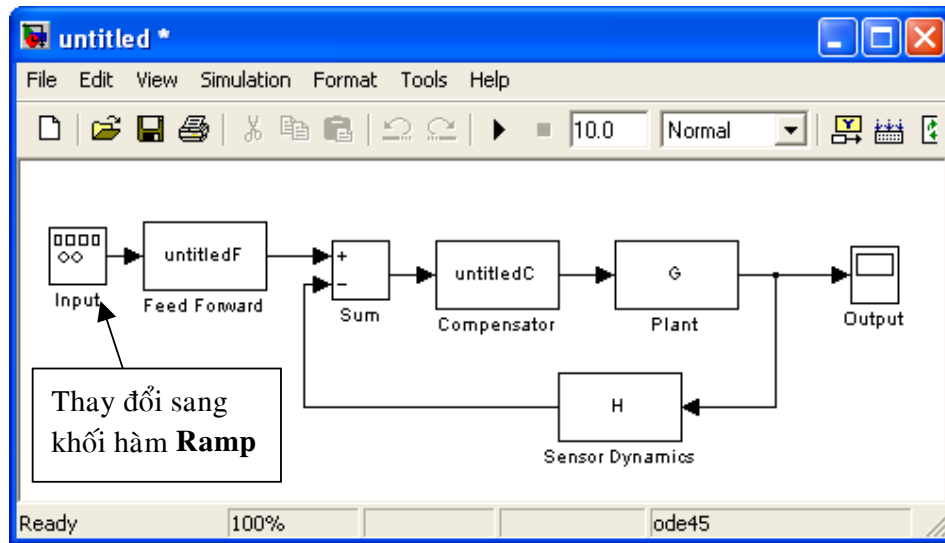 untitled *
File Edit View Simulation Format Tools Help
10.0 Normal
Input
untitledF
Feed Forward
+
−
Sum
untitledC
Compensator
G
Plant
Output
H
Sensor Dynamics
Thay đổi sang
khối hàm Ramp
Ready 100% ode45